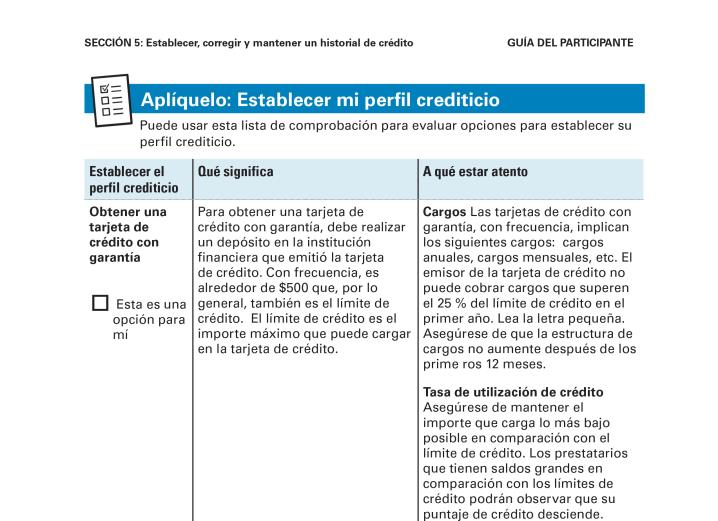 SECCIÓN 5: Establecer, corregir y mantener un historial de crédito
GUÍA DEL PARTICIPANTE
Aplíquelo: Establecer mi perfil crediticio
Puede usar esta lista de comprobación para evaluar opciones para establecer su
perfil crediticio.
Establecer el
perfil crediticio
Qué significa
A qué estar atento
Obtener una
tarjeta de
crédito con
garantía
Esta es una
opción para
mí
Para obtener una tarjeta de
crédito con garantía, debe realizar
un depósito en la institución
financiera que emitió la tarjeta
de crédito. Con frecuencia, es
alrededor de $500 que, por lo
general, también es el límite de
crédito.  El límite de crédito es el
importe máximo que puede cargar
en la tarjeta de crédito.
Cargos Las tarjetas de crédito con
garantía, con frecuencia, implican
los siguientes cargos:  cargos
anuales, cargos mensuales, etc. El
emisor de la tarjeta de crédito no
puede cobrar cargos que superen
el 25 % del límite de crédito en el
primer año. Lea la letra pequeña.
Asegúrese de que la estructura de
cargos no aumente después de los
prime ros 12 meses.
Tasa de utilización de crédito
Asegúrese de mantener el
importe que carga lo más bajo
posible en comparación con el
límite de crédito. Los prestatarios
que tienen saldos grandes en
comparación con los límites de
crédito podrán observar que su
puntaje de crédito desciende.